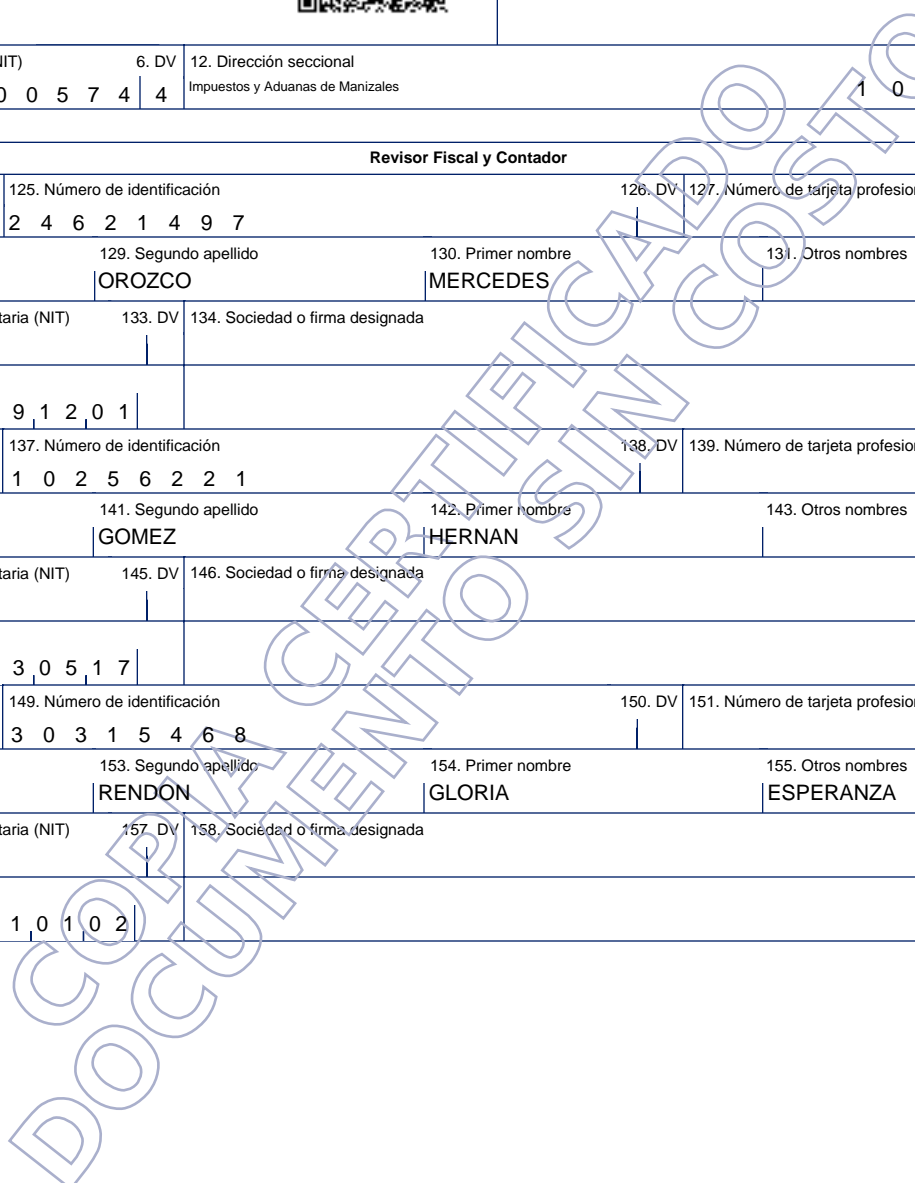 NIT) 6. DV 12. Dirección seccional
0 0 5 7 4 4 Impuestos y Aduanas de Manizales 1 0
Revisor Fiscal y Contador
125. Número de identificación 126. DV 127. Número de tarjeta profesion
2 4 6 2 1 4 9 7
129. Segundo apellido 130. Primer nombre 131. Otros nombres
OROZCO MERCEDES
taria (NIT) 133. DV 134. Sociedad o firma designada
9 1 2 0 1
137. Número de identificación 138. DV 139. Número de tarjeta profesion
1 0 2 5 6 2 2 1
141. Segundo apellido 142. Primer nombre 143. Otros nombres
GOMEZ HERNAN
taria (NIT) 145. DV 146. Sociedad o firma designada
3 0 5 1 7
149. Número de identificación 150. DV 151. Número de tarjeta profesion
3 0 3 1 5 4 6 8
153. Segundo apellido 154. Primer nombre 155. Otros nombres
RENDON GLORIA ESPERANZA
taria (NIT) 157. DV 158. Sociedad o firma designada
1 0 1 0 2
COPIA CERTIFICADO
DOCUMENTO SIN COSTO